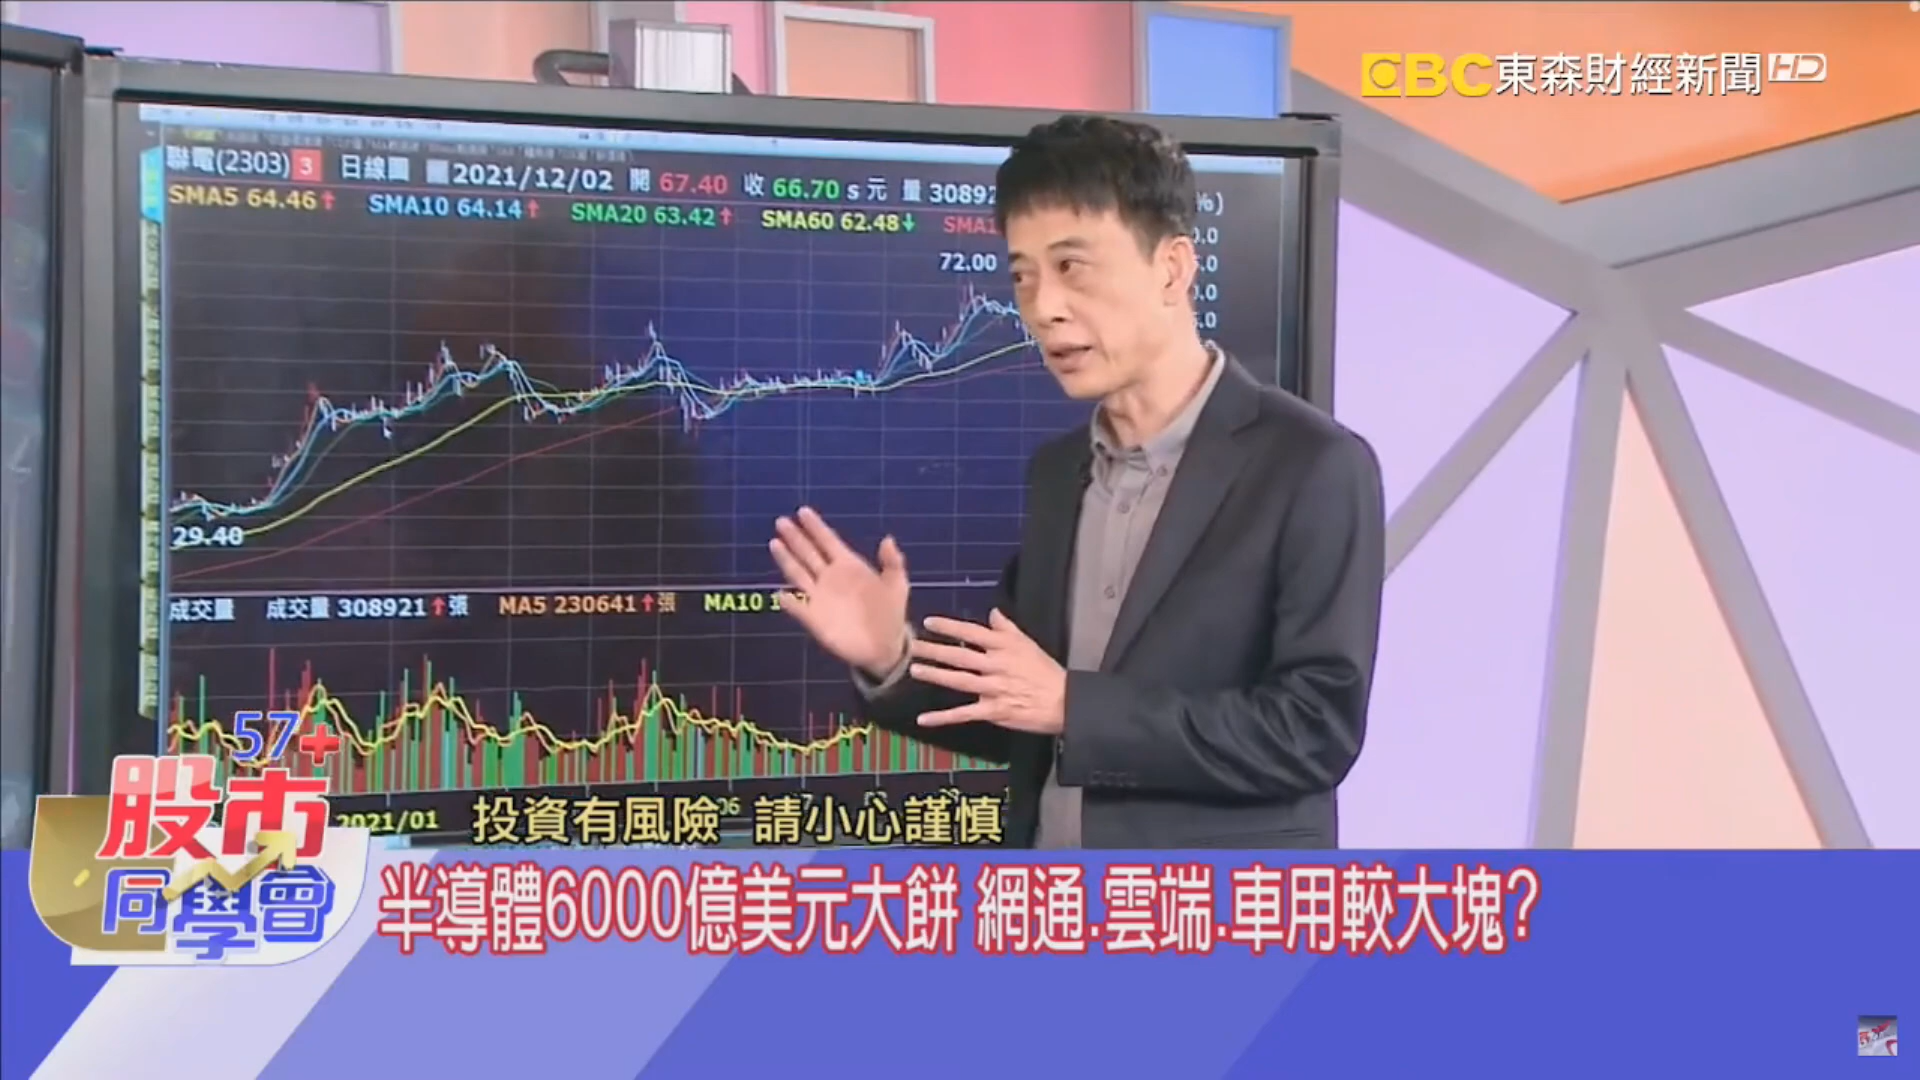 EBC東森財經新聞HD
聯電(2303) 3 日線圖 2021/12/02 開 67.40 收 66.70 s 元 量 30892
%)
SMA5 64.46↑ SMA10 64.14↑ SMA20 63.42↑ SMA60 62.48↓ SMA1
72.00
29.40
成交量 成交量 308921↑張 MA5 230641↑張 MA10
2021/01
投資有風險 請小心謹慎
57+
股市
同學會
半導體6000億美元大餅 網通.雲端.車用較大塊?